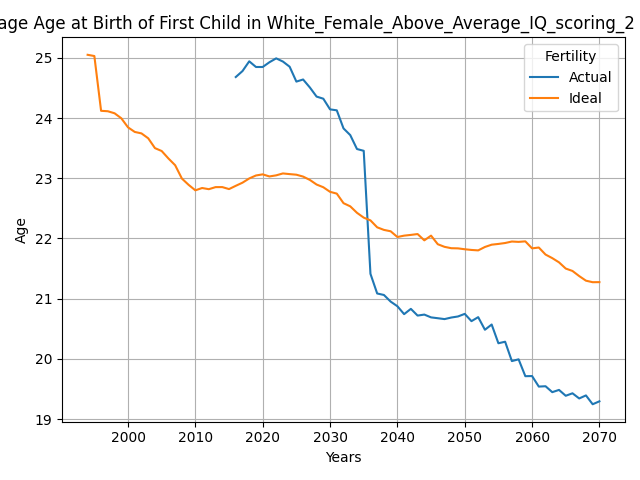 age Age at Birth of First Child in White_Female_Above_Average_IQ_scoring_2
Fertility
Actual
Ideal
25
24
23
22
21
20
19
Age
2000 2010 2020 2030 2040 2050 2060 2070
Years